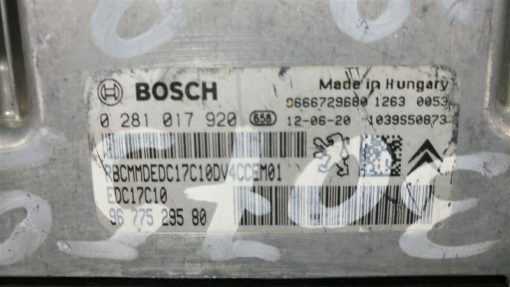 BOSCH
Made in Hungary
9666729680 1263 0053
0 281 017 920 658 12-06-20 1039S50873
RBCMMDEDC17C10DV4CCEM01
EDC17C10
96 775 295 80